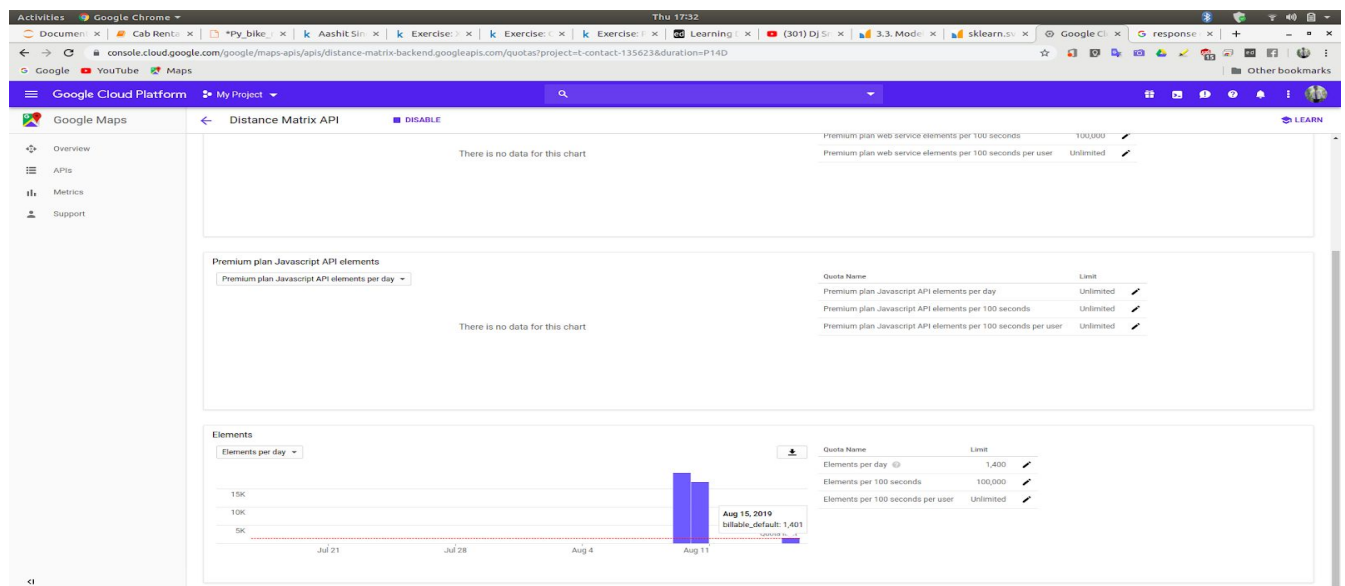 Activities Google Chrome Thu 17:32
Documen Cab Renta *Py_bike_ Aashit Sin Exercise: Exercise: Exercise: Learning (301) Dj 3.3. Mode sklearn.sv Google Cl response
console.cloud.google.com/google/maps-apis/apis/distance-matrix-backend.googleapis.com/quotas?project=t-contact-135623&duration=P14D
Google YouTube Maps Other bookmarks
Google Cloud Platform My Project
Google Maps Distance Matrix API DISABLE LEARN
Overview
APIs
Metrics
Support
Premium plan web service elements per 100 seconds 100,000
There is no data for this chart
Premium plan web service elements per 100 seconds per user Unlimited
Premium plan Javascript API elements
Premium plan Javascript API elements per day
Quota Name Limit
Premium plan Javascript API elements per day Unlimited
Premium plan Javascript API elements per 100 seconds Unlimited
There is no data for this chart
Premium plan Javascript API elements per 100 seconds per user Unlimited
Elements
Elements per day
Quota Name Limit
Elements per day 1,400
Elements per 100 seconds 100,000
Elements per 100 seconds per user Unlimited
15K
10K
5K
Aug 15, 2019
billable_default: 1,401
Jul 21 Jul 28 Aug 4 Aug 11